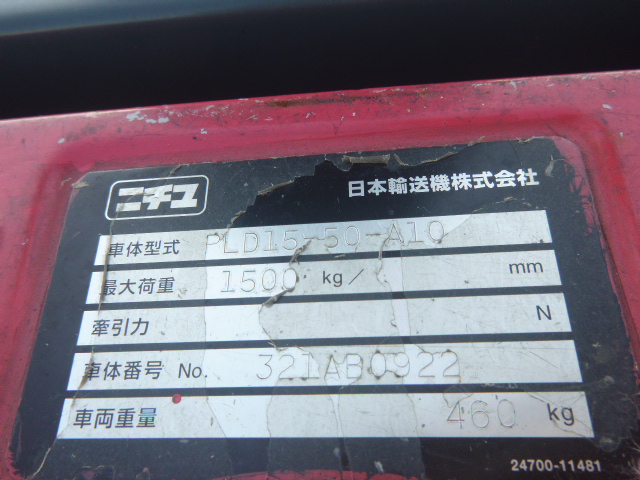 ニチユ 日本輸送機株式会社
車体型式 PLD15-50-A10
最大荷重 1500 kg/ mm
牽引力 N
車体番号 No. 321AB0922
車両重量 460 kg
24700-11481